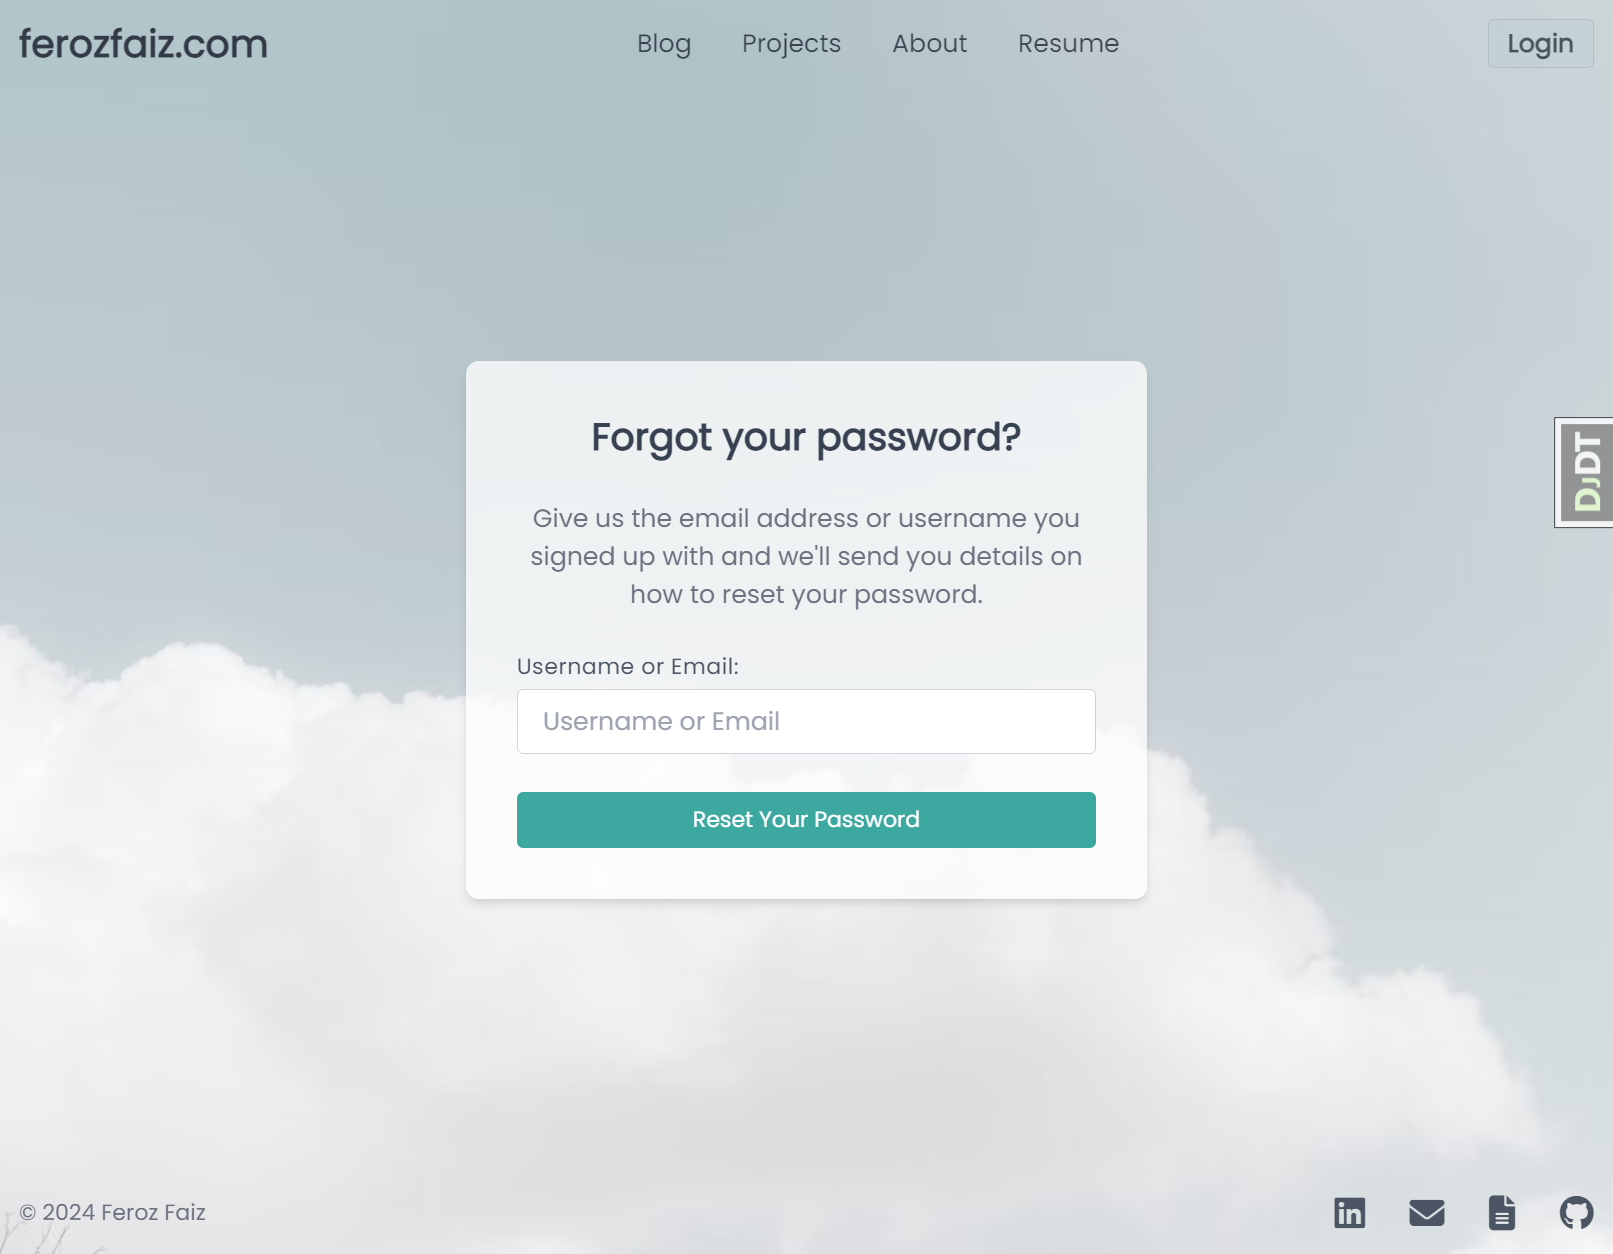 ferozfaiz.com
Blog
Projects
About
Resume
Login
Forgot your password?
Give us the email address or username you
signed up with and we'll send you details on
how to reset your password.
Username or Email:
Username or Email
Reset Your Password
DJDT
© 2024 Feroz Faiz
in